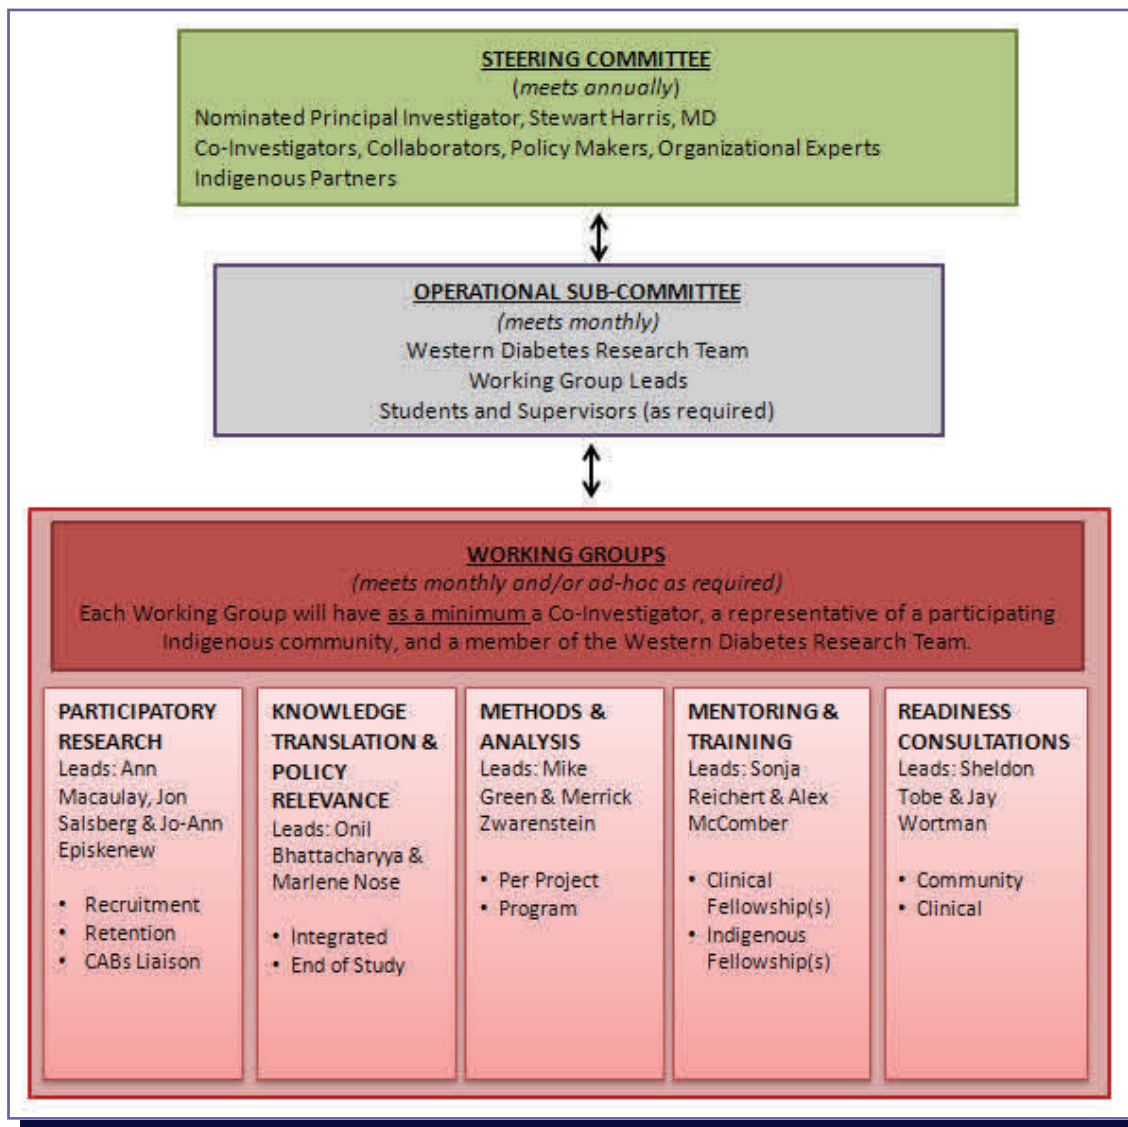 STEERING COMMITTEE
(meets annually)
Nominated Principal Investigator, Stewart Harris, MD
Co-Investigators, Collaborators, Policy Makers, Organizational Experts
Indigenous Partners
OPERATIONAL SUB-COMMITTEE
(meets monthly)
Western Diabetes Research Team
Working Group Leads
Students and Supervisors (as required)
WORKING GROUPS
(meets monthly and/or ad-hoc as required)
Each Working Group will have as a minimum a Co-Investigator, a representative of a participating
Indigenous community, and a member of the Western Diabetes Research Team.
PARTICIPATORY
RESEARCH
Leads: Ann
Macaulay, Jon
Salsberg & Jo-Ann
Episkenew
• Recruitment
• Retention
• CABs Liaison
KNOWLEDGE
TRANSLATION &
POLICY
RELEVANCE
Leads: Onil
Bhattacharyya &
Marlene Nose
• Integrated
• End of Study
METHODS &
ANALYSIS
Leads: Mike
Green & Merrick
Zwarenstein
• Per Project
• Program
MENTORING &
TRAINING
Leads: Sonja
Reichert & Alex
McComber
• Clinical
Fellowship(s)
• Indigenous
Fellowship(s)
READINESS
CONSULTATIONS
Leads: Sheldon
Tobe & Jay
Wortman
• Community
• Clinical